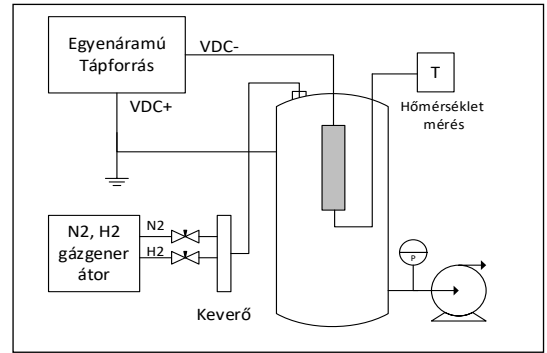 Egyenáramú
Tápforrás
VDC-
VDC+
T
Hőmérséklet
mérés
N2, H2
gázgener
átor
N2
H2
Keverő
P